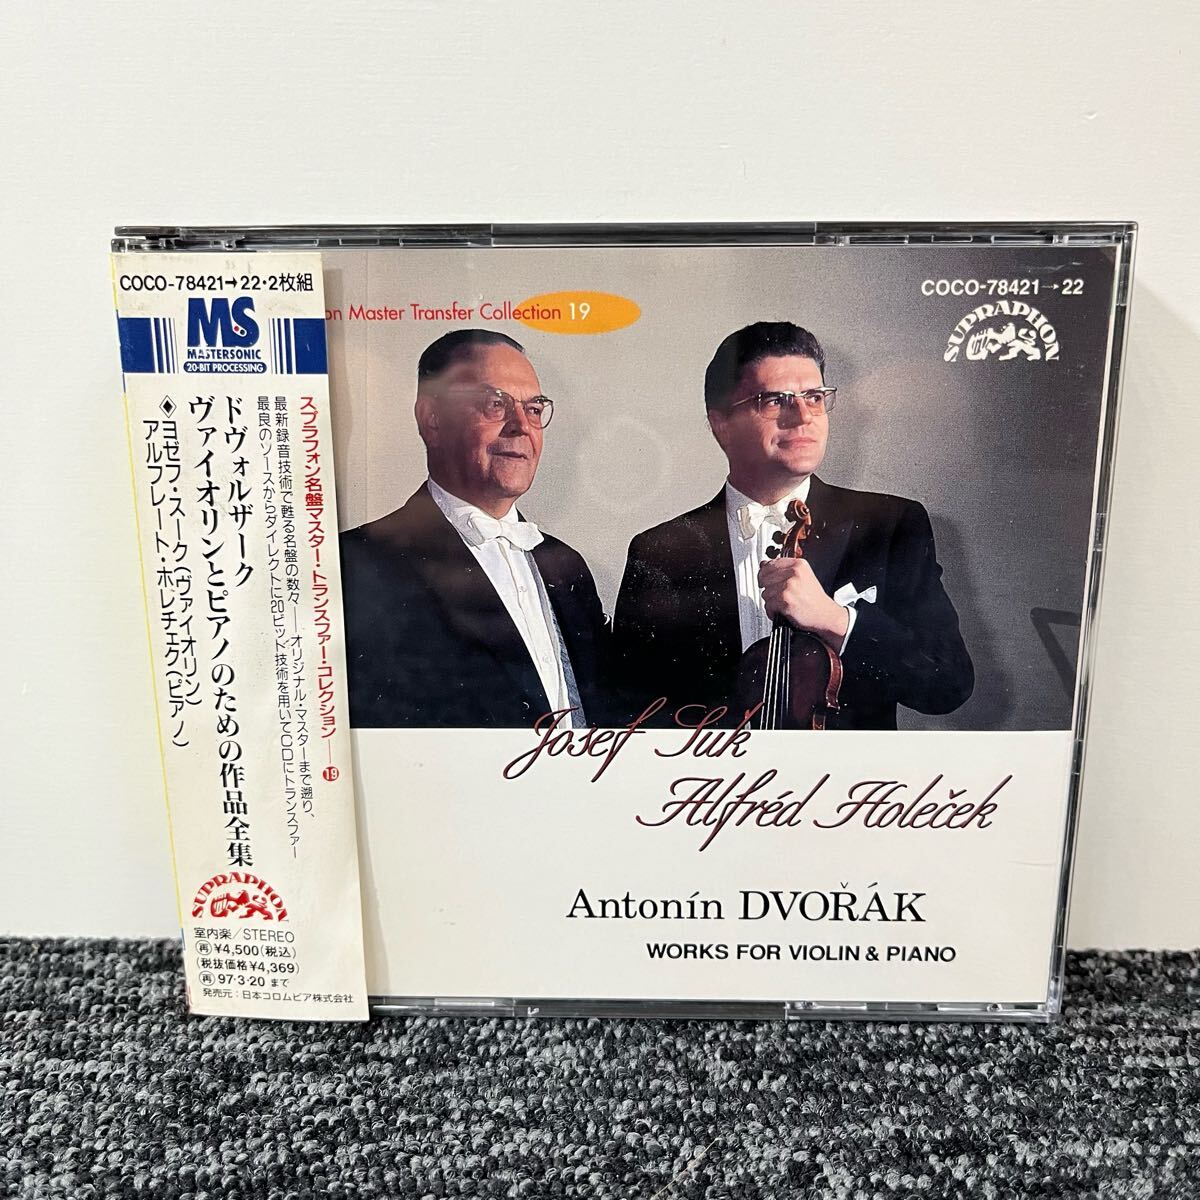 COCO-78421→22・2枚組
MS
MASTERSONIC
20-BIT PROCESSING
スプラフォン名盤マスター・トランスファー・コレクション——⑲
最新録音技術で甦る名盤の数々——オリジナル・マスターまで遡り、
最良のソースからダイレクトに20ビット技術を用いてCDにトランスファー
ドヴォルザーク
ヴァイオリンとピアノのための作品全集
◆ヨゼフ・スーク(ヴァイオリン)
アルフレート・ホレチェク(ピアノ)
SUPRAPHON
室内楽/STEREO
再¥4,500(税込)
(税抜価格¥4,369)
再97・3・20まで
発売元:日本コロムビア株式会社
on Master Transfer Collection 19
COCO-78421→22
SUPRAPHON
Josef Suk
Alfréd Holeček
Antonín DVOŘÁK
WORKS FOR VIOLIN & PIANO